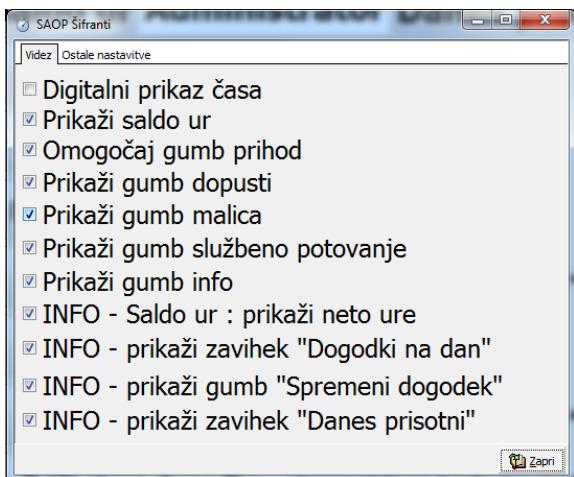 Administrator Dan
SAOP Šifranti
Videz Ostale nastavitve
Digitalni prikaz časa
Prikaži saldo ur
Omogočaj gumb prihod
Prikaži gumb dopusti
Prikaži gumb malica
Prikaži gumb službeno potovanje
Prikaži gumb info
INFO - Saldo ur : prikaži neto ure
INFO - prikaži zavihek "Dogodki na dan"
INFO - prikaži gumb "Spremeni dogodek"
INFO - prikaži zavihek "Danes prisotni"
Zapri